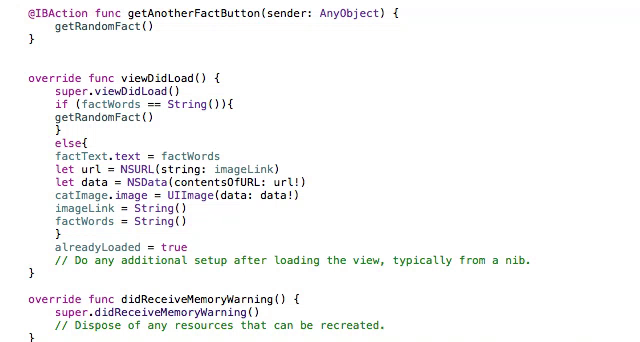 @IBAction func getAnotherFactButton(sender: AnyObject) {
getRandomFact()
}
override func viewDidLoad() {
super.viewDidLoad()
if (factWords == String()){
getRandomFact()
}
else{
factText.text = factWords
let url = NSURL(string: imageLink)
let data = NSData(contentsOfURL: url!)
catImage.image = UIImage(data: data!)
imageLink = String()
factWords = String()
}
alreadyLoaded = true
// Do any additional setup after loading the view, typically from a nib.
}
override func didReceiveMemoryWarning() {
super.didReceiveMemoryWarning()
// Dispose of any resources that can be recreated.
}